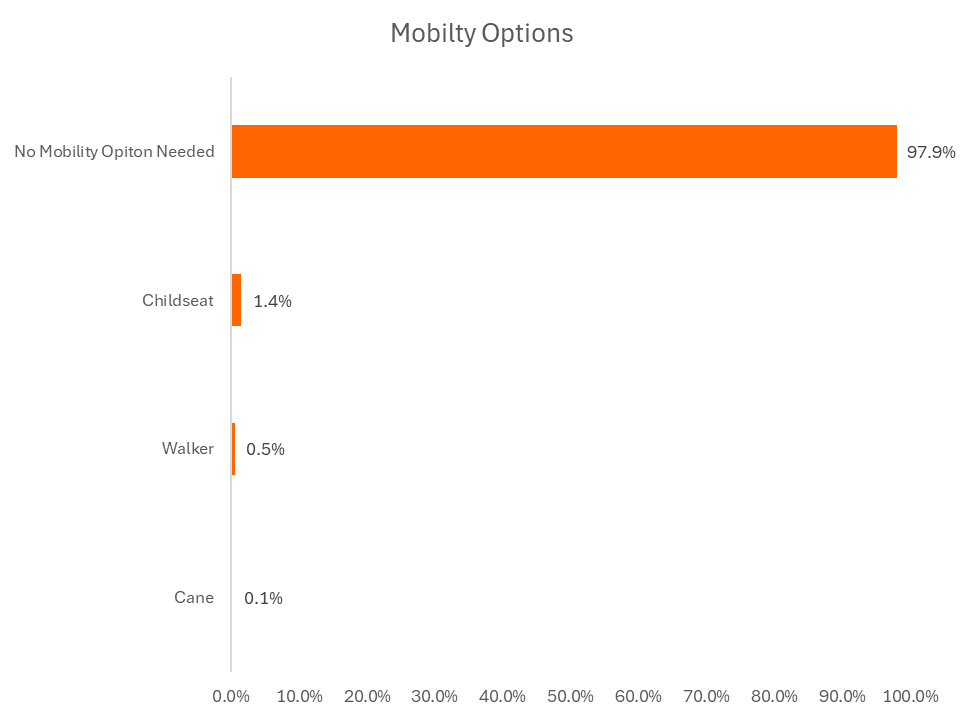 Mobilty Options
No Mobility Opiton Needed 97.9%
Childseat 1.4%
Walker 0.5%
Cane 0.1%
0.0% 10.0% 20.0% 30.0% 40.0% 50.0% 60.0% 70.0% 80.0% 90.0% 100.0%